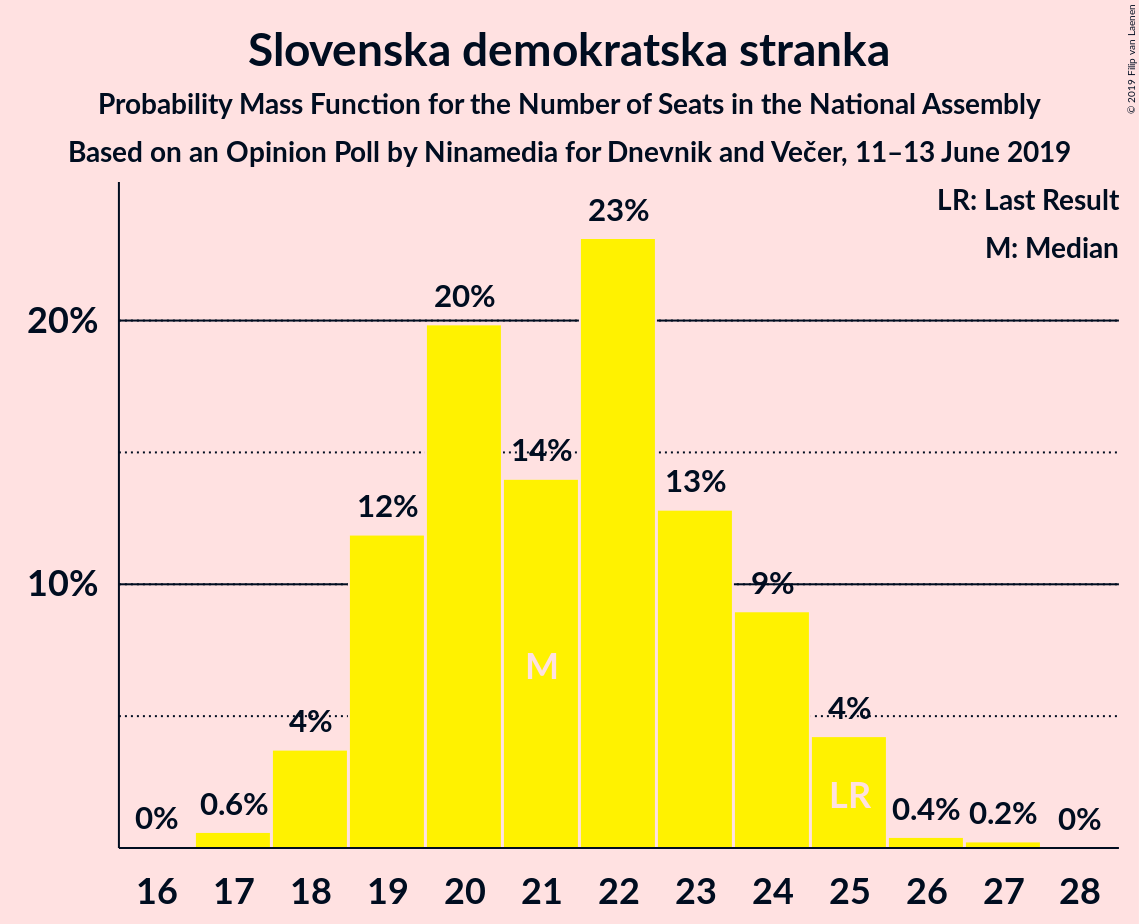 Slovenska demokratska stranka
Probability Mass Function for the Number of Seats in the National Assembly
Based on an Opinion Poll by Ninamedia for Dnevnik and Večer, 11–13 June 2019
© 2019 Filip van Laenen
LR: Last Result
M: Median
20%
10%
0%
0.6%
4%
12%
20%
14%
23%
13%
9%
4%
0.4%
0.2%
0%
M
LR
16 17 18 19 20 21 22 23 24 25 26 27 28